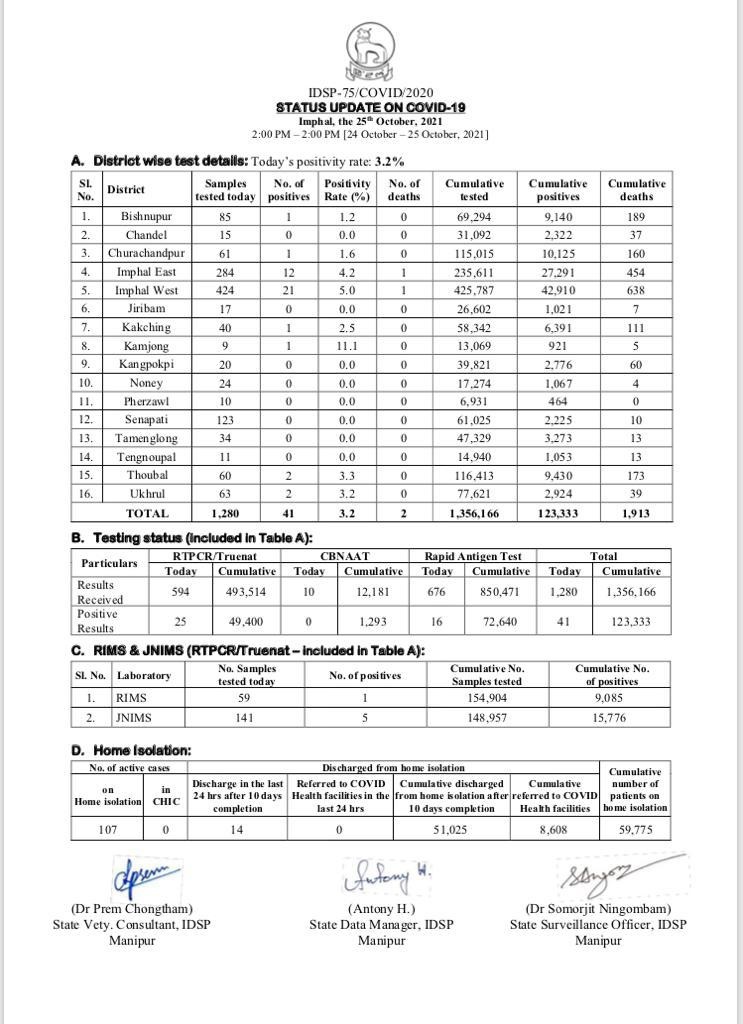 IDSP-75/COVID/2020
STATUS UPDATE ON COVID-19
Imphal, the 25th October, 2021
2:00 PM – 2:00 PM [24 October – 25 October, 2021]
A. District wise test details: Today's positivity rate: 3.2%
Sl. No. District Samples tested today No. of positives Positivity Rate (%) No. of deaths Cumulative tested Cumulative positives Cumulative deaths
1. Bishnupur 85 1 1.2 0 69,294 9,140 189
2. Chandel 15 0 0.0 0 31,092 2,322 37
3. Churachandpur 61 1 1.6 0 115,015 10,125 160
4. Imphal East 284 12 4.2 1 235,611 27,291 454
5. Imphal West 424 21 5.0 1 425,787 42,910 638
6. Jiribam 17 0 0.0 0 26,602 1,021 7
7. Kakching 40 1 2.5 0 58,342 6,391 111
8. Kamjong 9 1 11.1 0 13,069 921 5
9. Kangpokpi 20 0 0.0 0 39,821 2,776 60
10. Noney 24 0 0.0 0 17,274 1,067 4
11. Pherzawl 10 0 0.0 0 6,931 464 0
12. Senapati 123 0 0.0 0 61,025 2,225 10
13. Tamenglong 34 0 0.0 0 47,329 3,273 13
14. Tengnoupal 11 0 0.0 0 14,940 1,053 13
15. Thoubal 60 2 3.3 0 116,413 9,430 173
16. Ukhrul 63 2 3.2 0 77,621 2,924 39
TOTAL 1,280 41 3.2 2 1,356,166 123,333 1,913
B. Testing status (included in Table A):
Particulars RTPCR/Truenat CBNAAT Rapid Antigen Test Total
Today Cumulative Today Cumulative Today Cumulative Today Cumulative
Results Received 594 493,514 10 12,181 676 850,471 1,280 1,356,166
Positive Results 25 49,400 0 1,293 16 72,640 41 123,333
C. RIMS & JNIMS (RTPCR/Truenat – included in Table A):
Sl. No. Laboratory No. Samples tested today No. of positives Cumulative No. Samples tested Cumulative No. of positives
1. RIMS 59 1 154,904 9,085
2. JNIMS 141 5 148,957 15,776
D. Home Isolation:
No. of active cases Discharged from home isolation Cumulative number of patients on home isolation
on Home isolation in CHIC Discharge in the last 24 hrs after 10 days completion Referred to COVID Health facilities in the last 24 hrs Cumulative discharged from home isolation after 10 days completion Cumulative referred to COVID Health facilities
107 0 14 0 51,025 8,608 59,775
Antony H.
(Dr Prem Chongtham) (Antony H.) (Dr Somorjit Ningombam)
State Vety. Consultant, IDSP State Data Manager, IDSP State Surveillance Officer, IDSP
Manipur Manipur Manipur